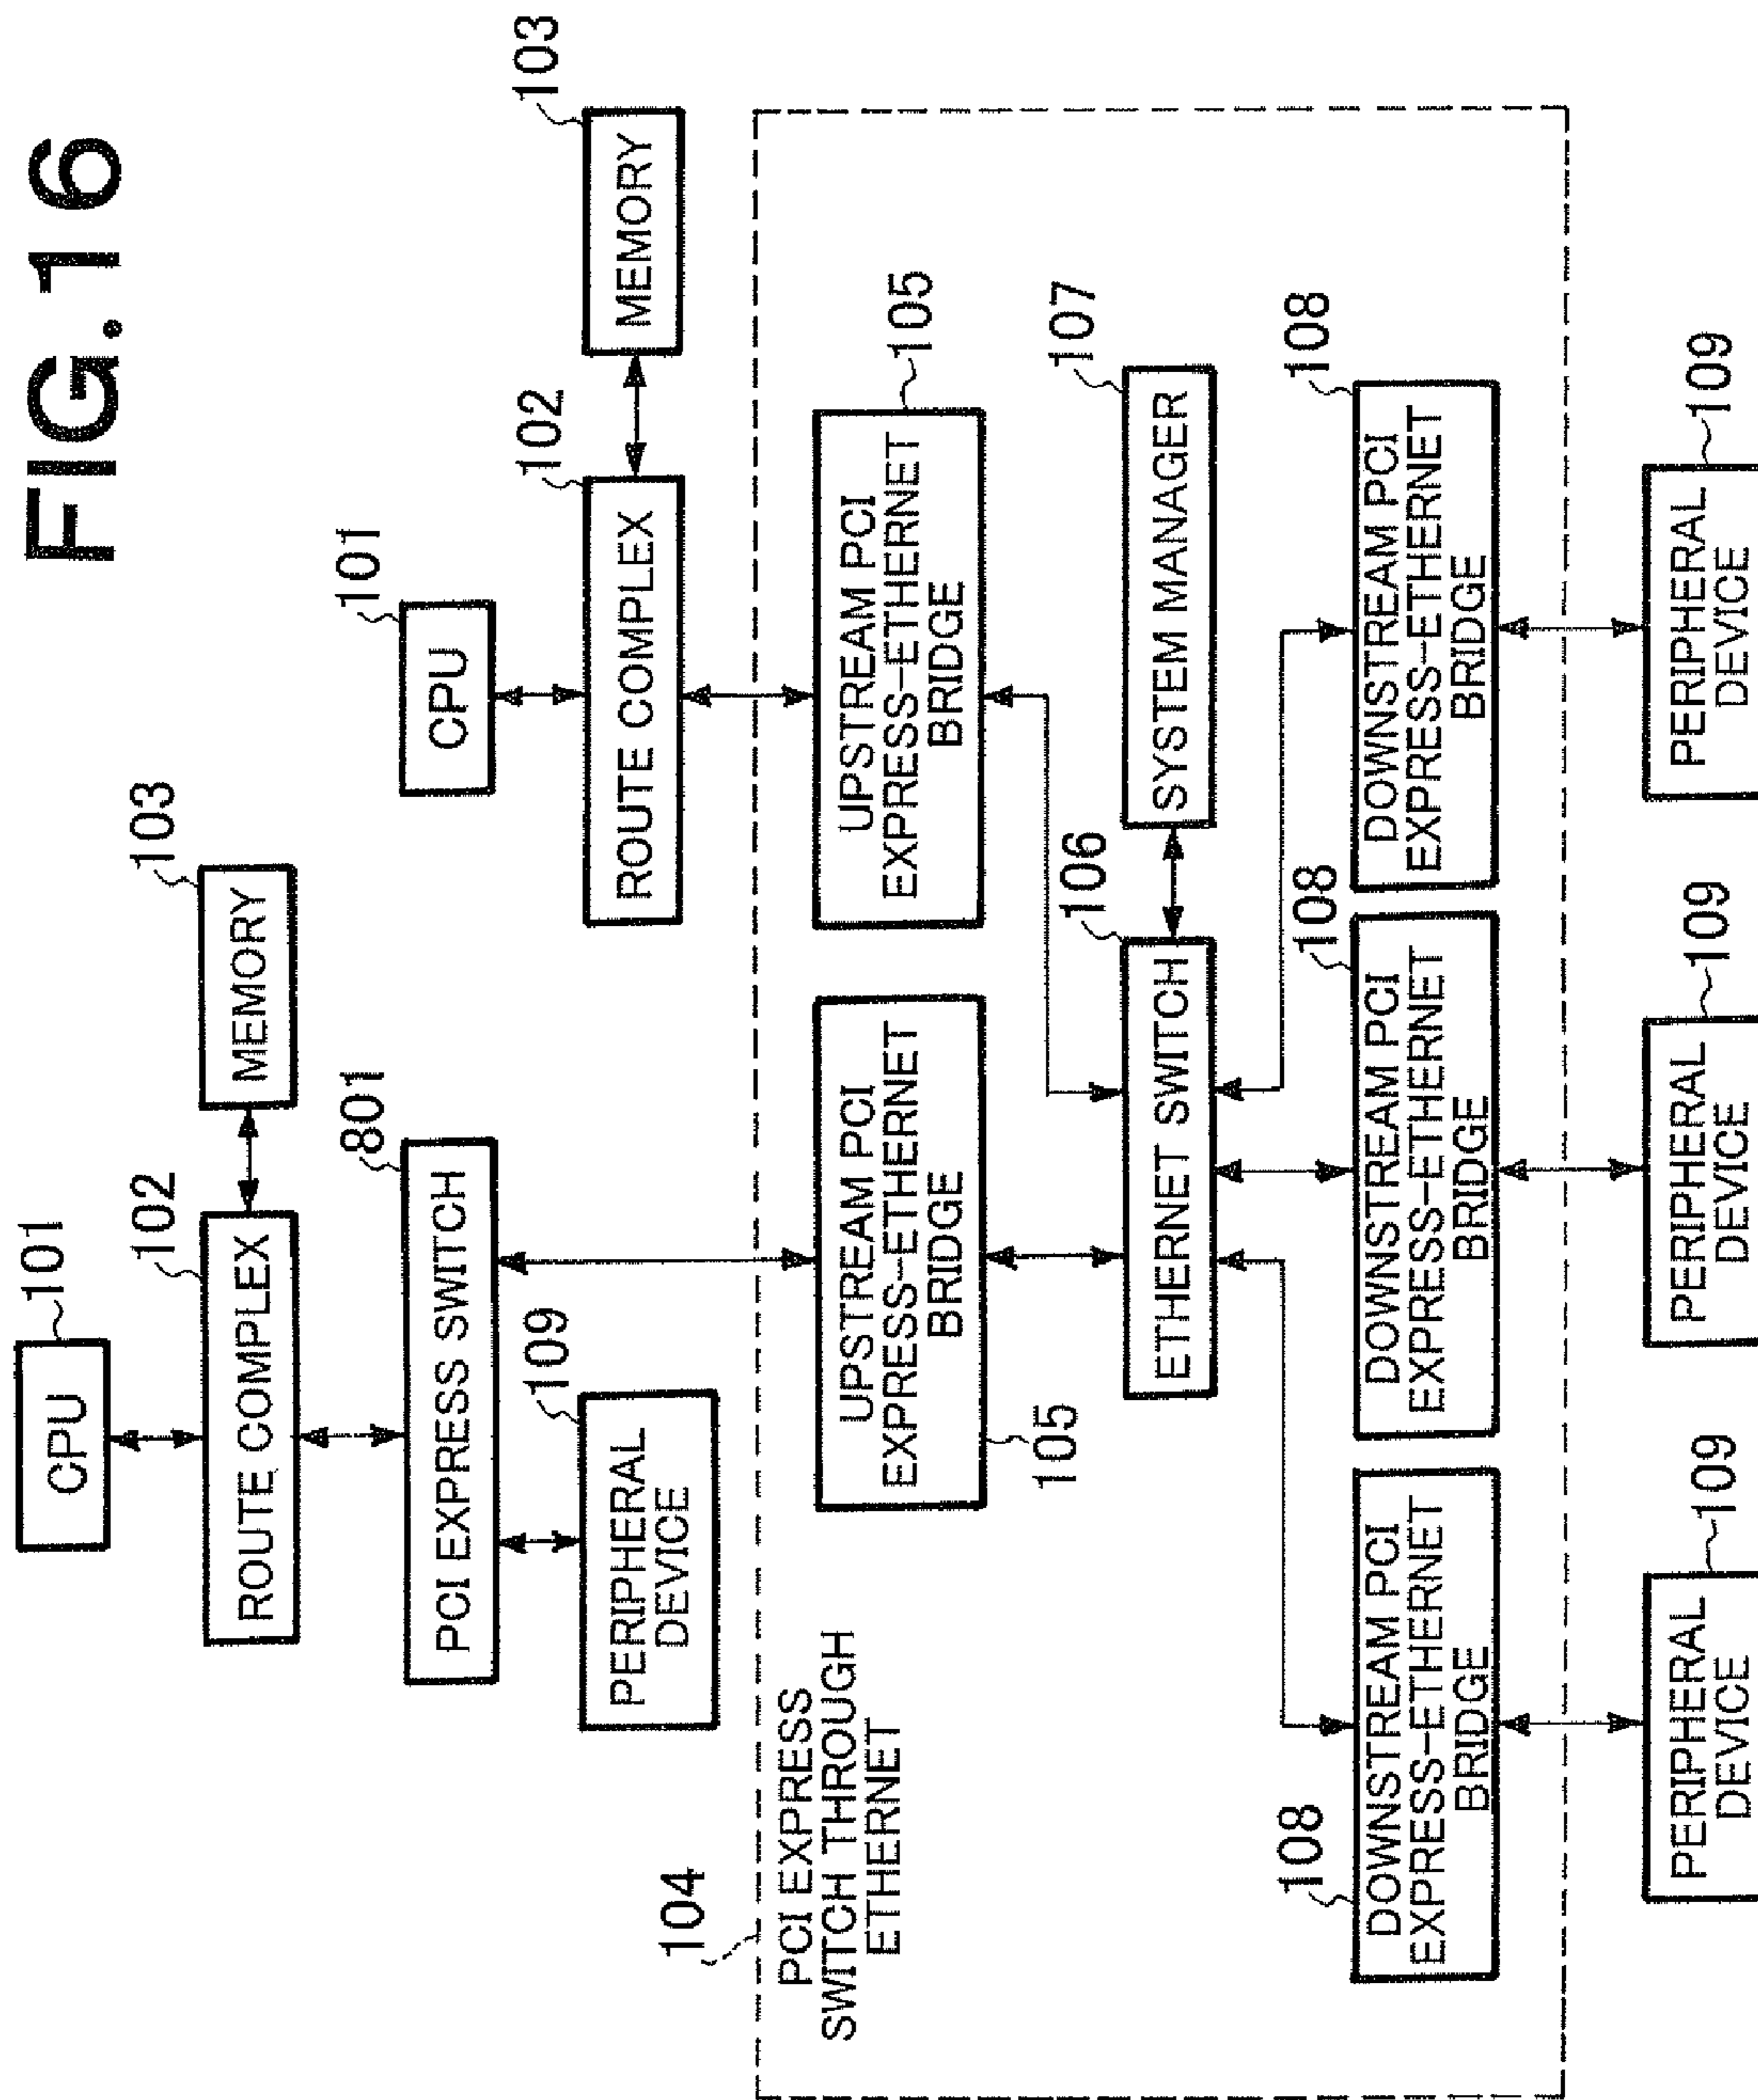 FIG.16
101
CPU
102
ROUTE COMPLEX
103
MEMORY
801
PCI EXPRESS SWITCH
109
PERIPHERAL
DEVICE
101
CPU
102
ROUTE COMPLEX
103
MEMORY
104
PCI EXPRESS
SWITCH THROUGH
ETHERNET
UPSTREAM PCI
EXPRESS-ETHERNET
BRIDGE
105
UPSTREAM PCI
EXPRESS-ETHERNET
BRIDGE
105
106
ETHERNET SWITCH
107
SYSTEM MANAGER
108
DOWNSTREAM PCI
EXPRESS-ETHERNET
BRIDGE
108
DOWNSTREAM PCI
EXPRESS-ETHERNET
BRIDGE
108
DOWNSTREAM PCI
EXPRESS-ETHERNET
BRIDGE
109
PERIPHERAL
DEVICE
109
PERIPHERAL
DEVICE
109
PERIPHERAL
DEVICE